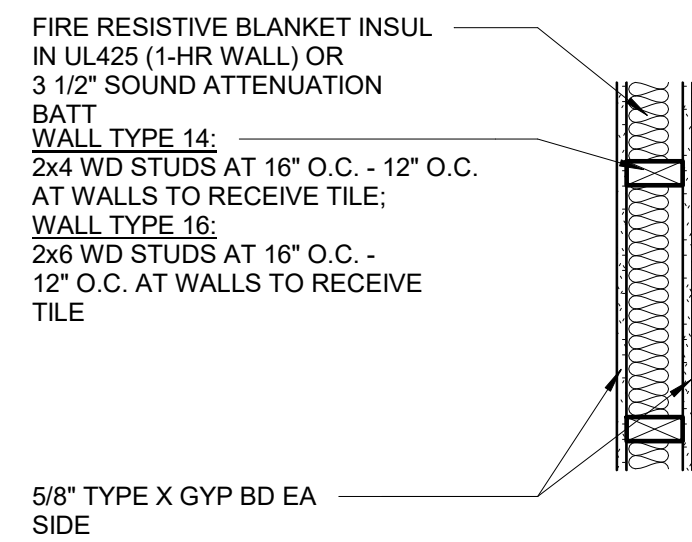 FIRE RESISTIVE BLANKET INSUL
IN UL425 (1-HR WALL) OR
3 1/2" SOUND ATTENUATION
BATT
WALL TYPE 14:
2x4 WD STUDS AT 16" O.C. - 12" O.C.
AT WALLS TO RECEIVE TILE;
WALL TYPE 16:
2x6 WD STUDS AT 16" O.C. -
12" O.C. AT WALLS TO RECEIVE
TILE
5/8" TYPE X GYP BD EA
SIDE